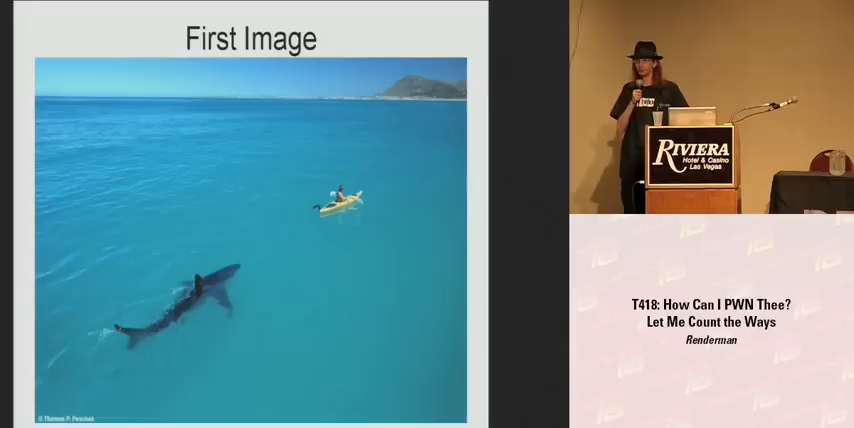 First Image
© Thomas P. Peschak
RIVIERA
Hotel & Casino
Las Vegas
T418: How Can I PWN Thee?
Let Me Count the Ways
Renderman